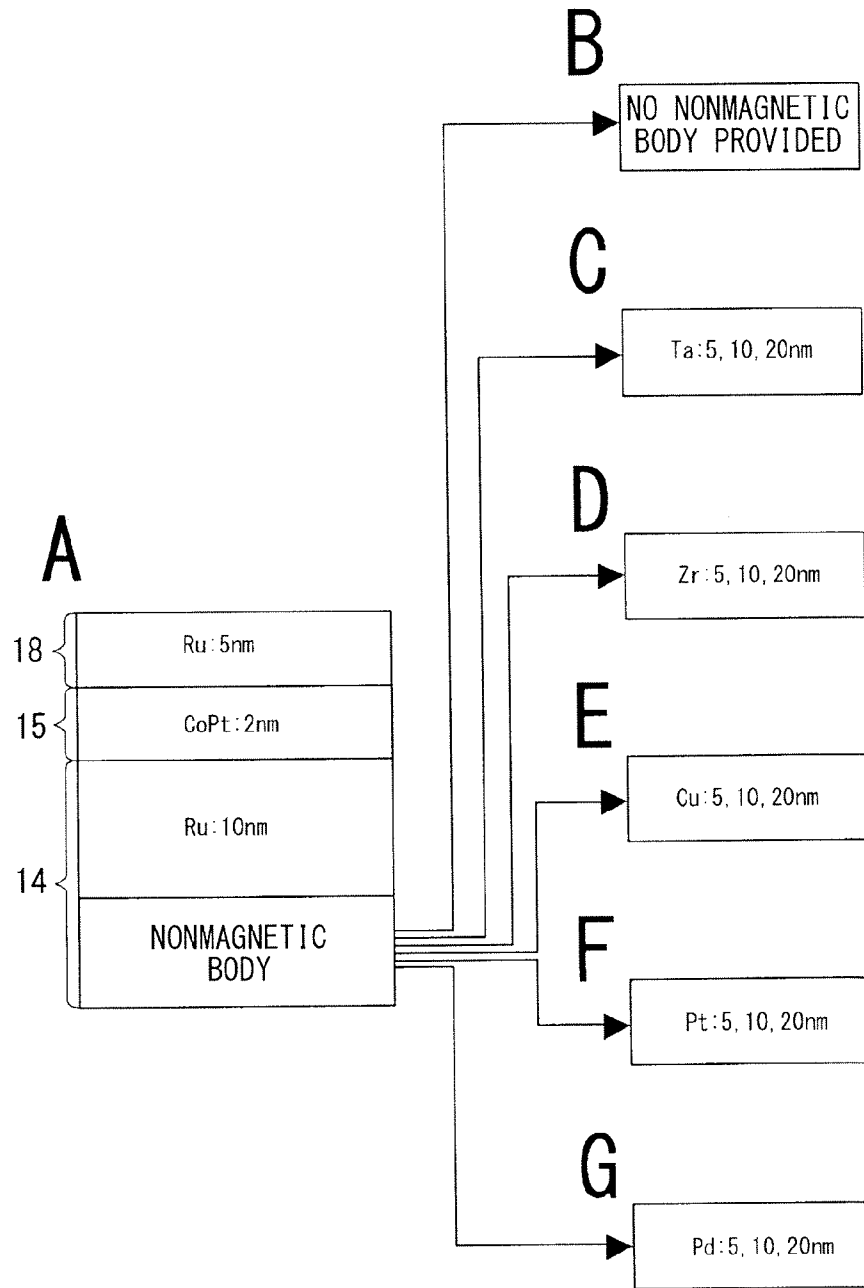 B
NO NONMAGNETIC
BODY PROVIDED
C
Ta:5,10,20nm
D
Zr:5,10,20nm
A
18
Ru:5nm
15
CoPt:2nm
E
Cu:5,10,20nm
Ru:10nm
14
NONMAGNETIC
BODY
F
Pt:5,10,20nm
G
Pd:5,10,20nm